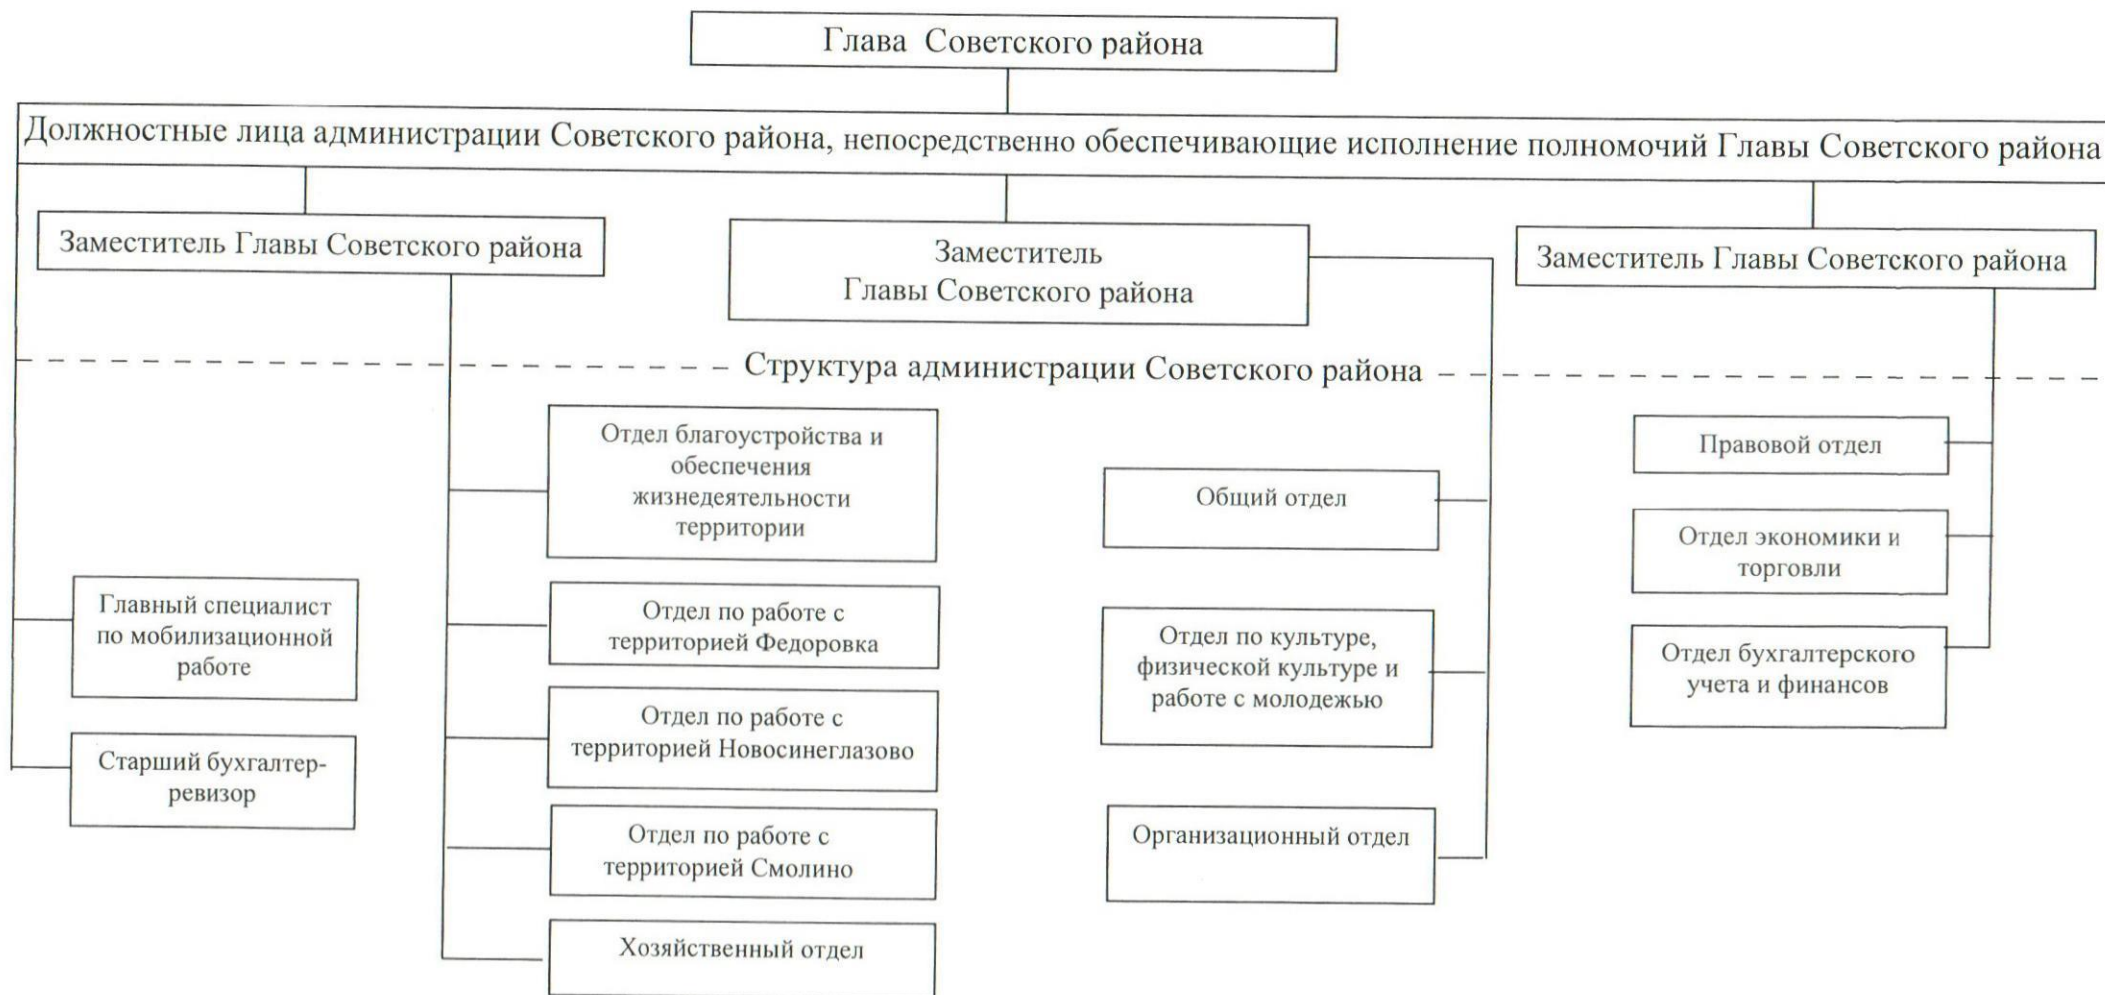 Глава Советского района
Должностные лица администрации Советского района, непосредственно обеспечивающие исполнение полномочий Главы Советского района
Заместитель Главы Советского района
Заместитель
Главы Советского района
Заместитель Главы Советского района
Структура администрации Советского района
Главный специалист
по мобилизационной
работе
Старший бухгалтер-
ревизор
Отдел благоустройства и
обеспечения
жизнедеятельности
территории
Отдел по работе с
территорией Федоровка
Отдел по работе с
территорией Новосинеглазово
Отдел по работе с
территорией Смолино
Хозяйственный отдел
Общий отдел
Отдел по культуре,
физической культуре и
работе с молодежью
Организационный отдел
Правовой отдел
Отдел экономики и
торговли
Отдел бухгалтерского
учета и финансов